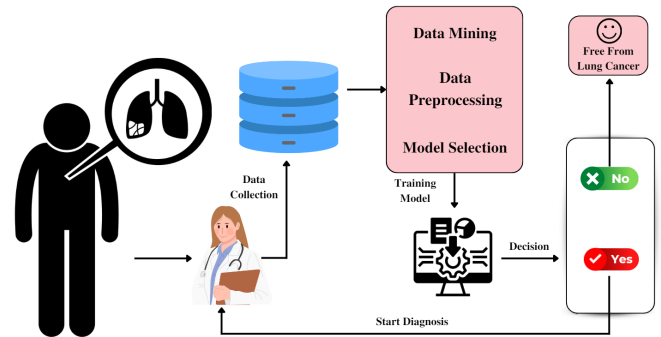 Data Mining
Data
Preprocessing
Model Selection
Free From
Lung Cancer
Data
Collection
Training
Model
No
Decision
Yes
Start Diagnosis